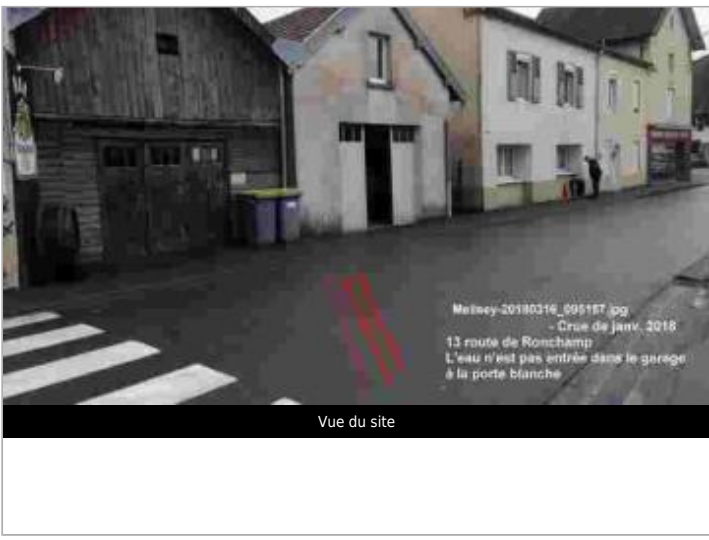 Melisey-20180316_095157.jpg
- Crue de janv. 2018
13 route de Ronchamp
L'eau n'est pas entrée dans le garage
à la porte blanche
Vue du site